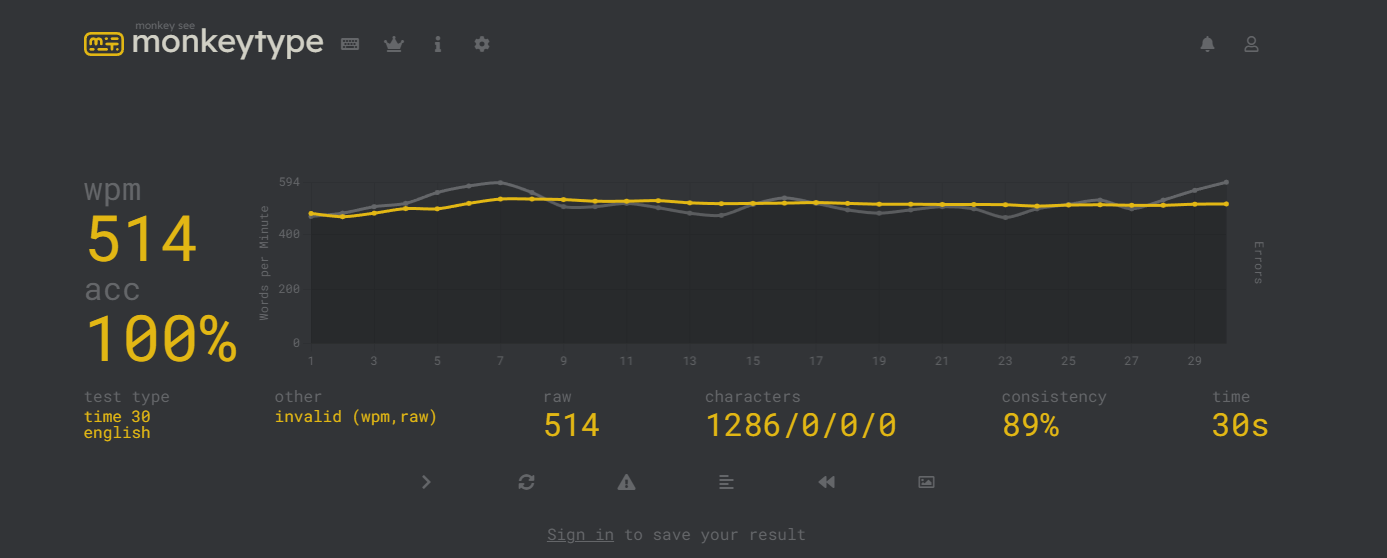 monkey see
monkeytype
wpm
514
acc
100%
594
400
200
0
Words per Minute
Errors
1 3 5 7 9 11 13 15 17 19 21 23 25 27 29
test type
time 30
english
other
invalid (wpm,raw)
raw
514
characters
1286/0/0/0
consistency
89%
time
30s
Sign in to save your result